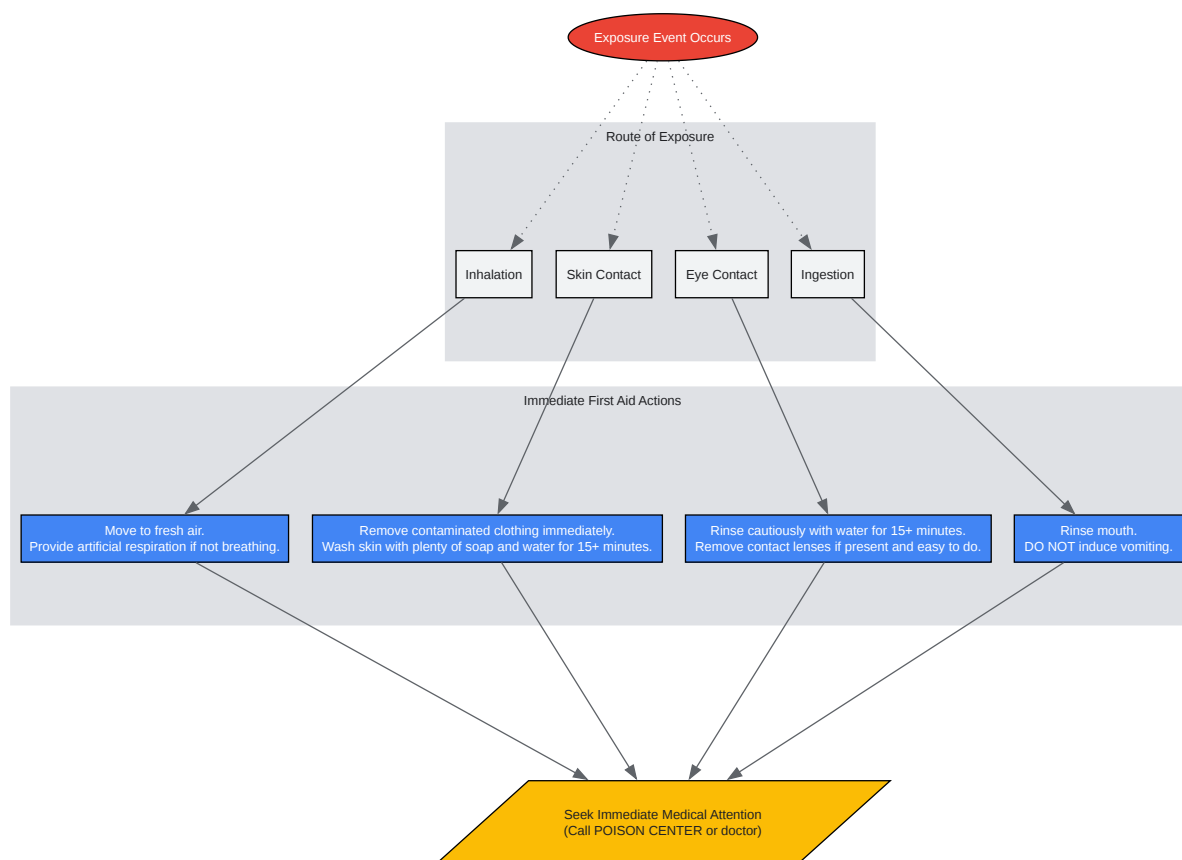 Exposure Event Occurs
Route of Exposure
Inhalation
Skin Contact
Eye Contact
Ingestion
Immediate First Aid Actions
Move to fresh air.
Provide artificial respiration if not breathing.
Remove contaminated clothing immediately.
Wash skin with plenty of soap and water for 15+ minutes.
Rinse cautiously with water for 15+ minutes.
Remove contact lenses if present and easy to do.
Rinse mouth.
DO NOT induce vomiting.
Seek Immediate Medical Attention
(Call POISON CENTER or doctor)